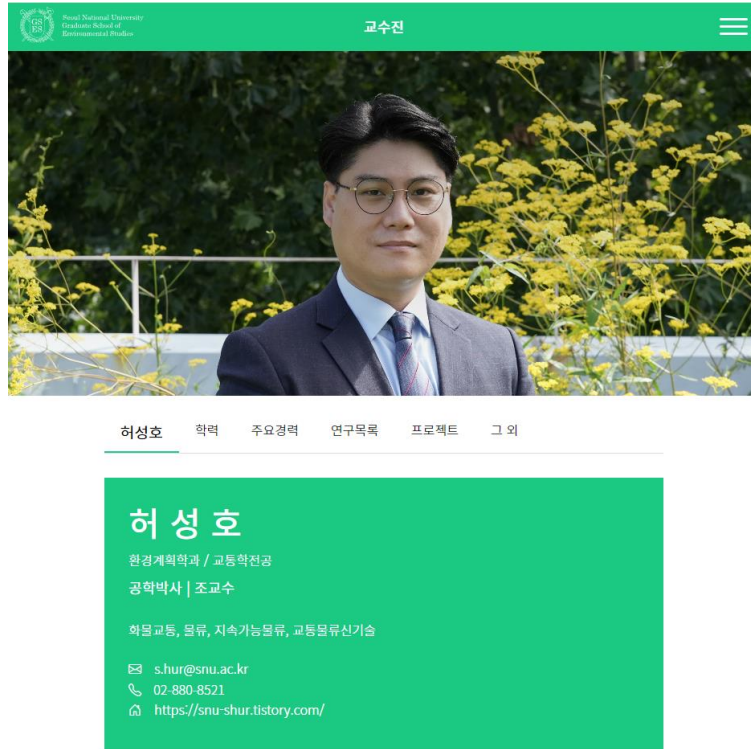 GS
ES
Seoul National University
Graduate School of
Environmental Studies
교수진
허성호 학력 주요경력 연구목록 프로젝트 그 외
허 성 호
환경계획학과 / 교통학전공
공학박사 | 조교수
화물교통, 물류, 지속가능물류, 교통물류신기술
s.hur@snu.ac.kr
02-880-8521
https://snu-shur.tistory.com/